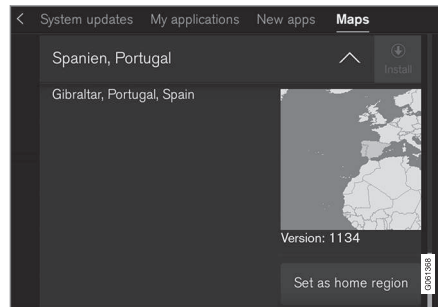 < System updates My applications New apps Maps
Spanien, Portugal
Install
Gibraltar, Portugal, Spain
Version: 1134
Set as home region
G061368